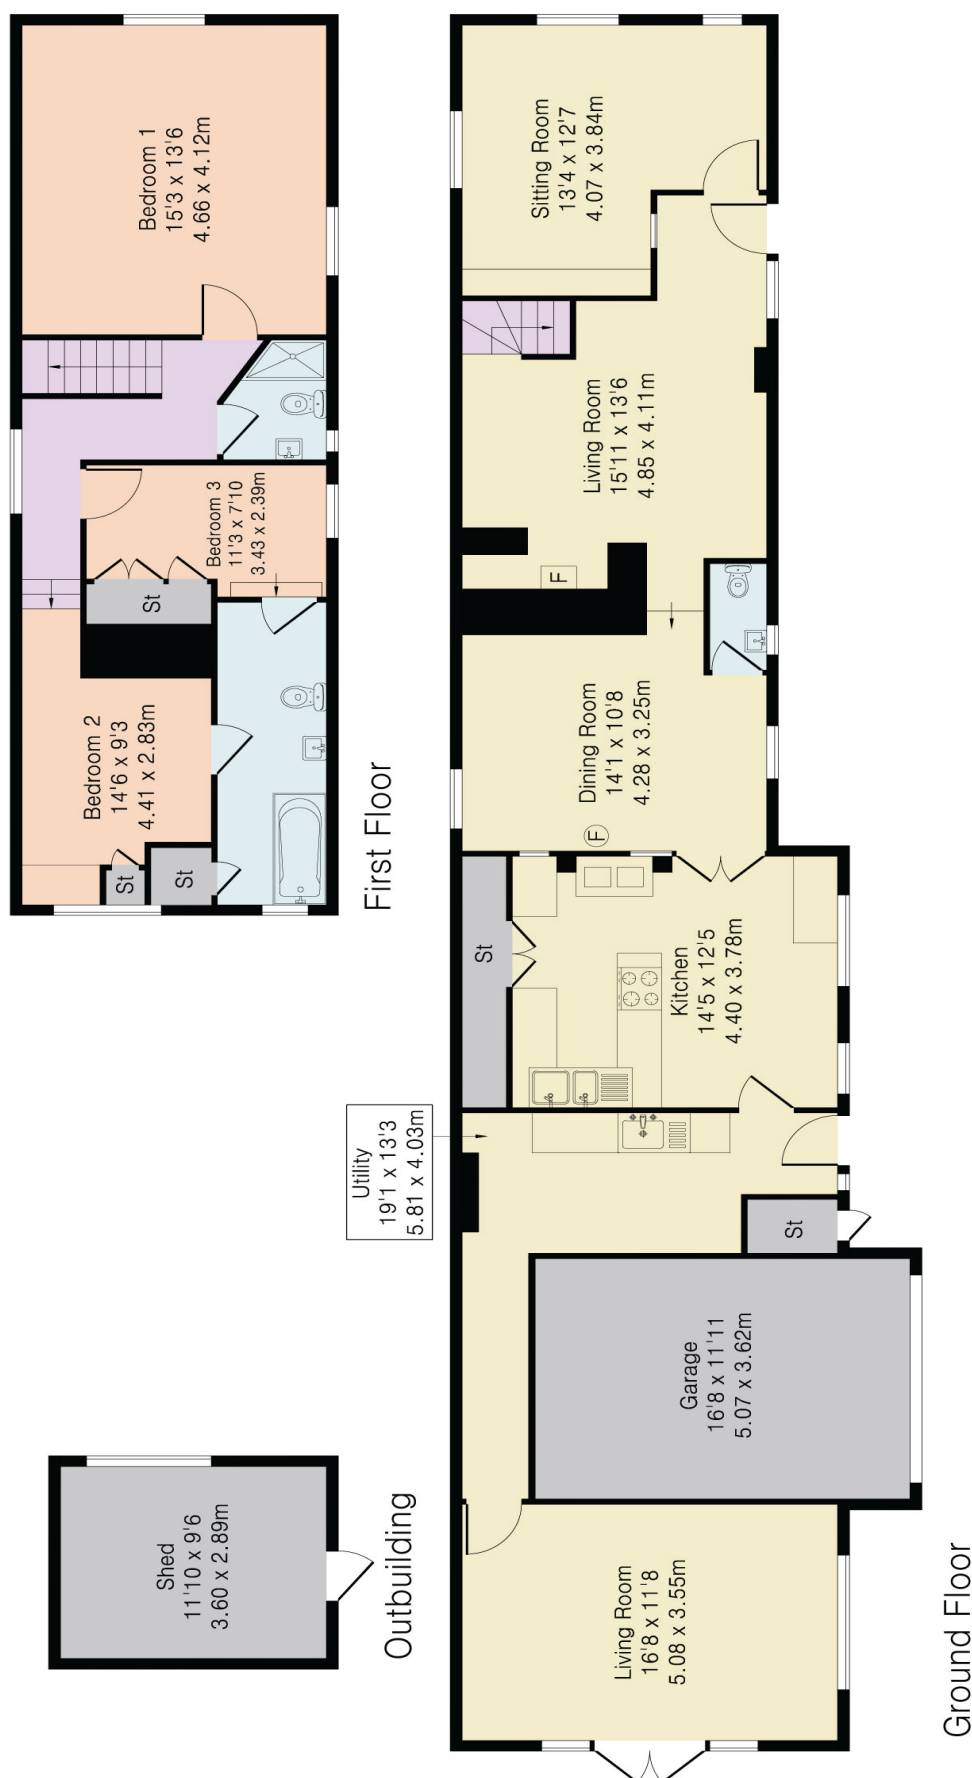 Bedroom 1
15'3 x 13'6
4.66 x 4.12m
Bedroom 3
11'3 x 7'10
3.43 x 2.39m
St
Bedroom 2
14'6 x 9'3
4.41 x 2.83m
St
St
First Floor
Sitting Room
13'4 x 12'7
4.07 x 3.84m
Living Room
15'11 x 13'6
4.85 x 4.11m
F
Dining Room
14'1 x 10'8
4.28 x 3.25m
F
St
Kitchen
14'5 x 12'5
4.40 x 3.78m
Utility
19'1 x 13'3
5.81 x 4.03m
St
Garage
16'8 x 11'11
5.07 x 3.62m
Living Room
16'8 x 11'8
5.08 x 3.55m
Ground Floor
Shed
11'10 x 9'6
3.60 x 2.89m
Outbuilding